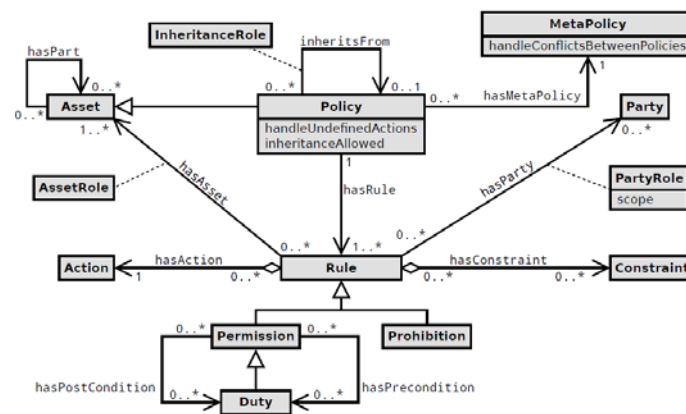 MetaPolicy
handleConflictsBetweenPolicies
hasPart
InheritanceRole
inheritsFrom
0..*
0..1
1
Asset
0..*
1..*
Policy
handleUndefinedActions
inheritanceAllowed
0..*
hasMetaPolicy
Party
0..*
1
hasRule
hasAsset
hasParty
AssetRole
PartyRole
scope
0..*
1..*
0..*
Action
hasAction
1
0..*
Rule
hasConstraint
0..*
0..*
Constraint
0..*
Permission
0..*
Prohibition
hasPostCondition
0..*
Duty
0..*
hasPrecondition